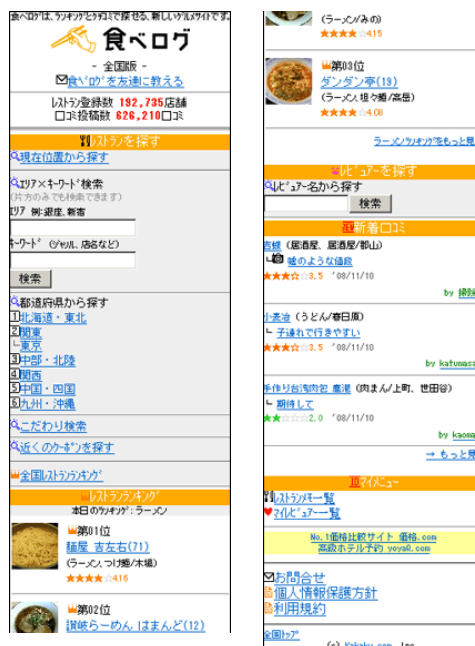 食べログは、ランキングとクチコミで探せる、新しいグルメサイトです。
食べログ
- 全国版 -
食べログを友達に教える
レストラン登録数 192,735店舗
口コミ投稿数 626,210口コミ
レストランを探す
現在位置から探す
エリア×キーワード検索
(片方のみでも検索できます)
エリア 例:銀座、新宿
キーワード (ジャンル、店名など)
検索
都道府県から探す
1北海道・東北
2関東
└東京
3中部・北陸
4関西
5中国・四国
6九州・沖縄
こだわり検索
近くのクーポンを探す
全国レストランランキング
レストランランキング
本日のランキング:ラーメン
第01位
麺屋 吉左右(71)
(ラーメン、つけ麺/木場)
★★★★☆4.16
第02位
讃岐らーめん はまんど(12)
(ラーメン/みの)
★★★★☆4.15
第03位
ダンダン亭(19)
(ラーメン、坦々麺/高岳)
★★★★☆4.08
ラーメンランキングをもっと見
レビュアーを探す
レビュアー名から探す
検索
新着口コミ
(居酒屋、居酒屋/郡山)
└ 嘘のような値段
★★★☆☆3.5 '08/11/10
by
小麦冶 (うどん/春日原)
└ 子連れで行きやすい
★★★☆☆3.5 '08/11/10
by katumasa
手作り台湾肉包 鹿港 (肉まん/上町、世田谷)
└ 期待して
★★☆☆☆2.0 '08/11/10
by kaoma
→ もっと見
マイメニュー
レストランメモ一覧
マイレビュアー一覧
No.1価格比較サイト 価格.com
高級ホテル予約 yoyaQ.com
お問合せ
個人情報保護方針
利用規約
全国トップ
(c) Kakaku.com, Inc.